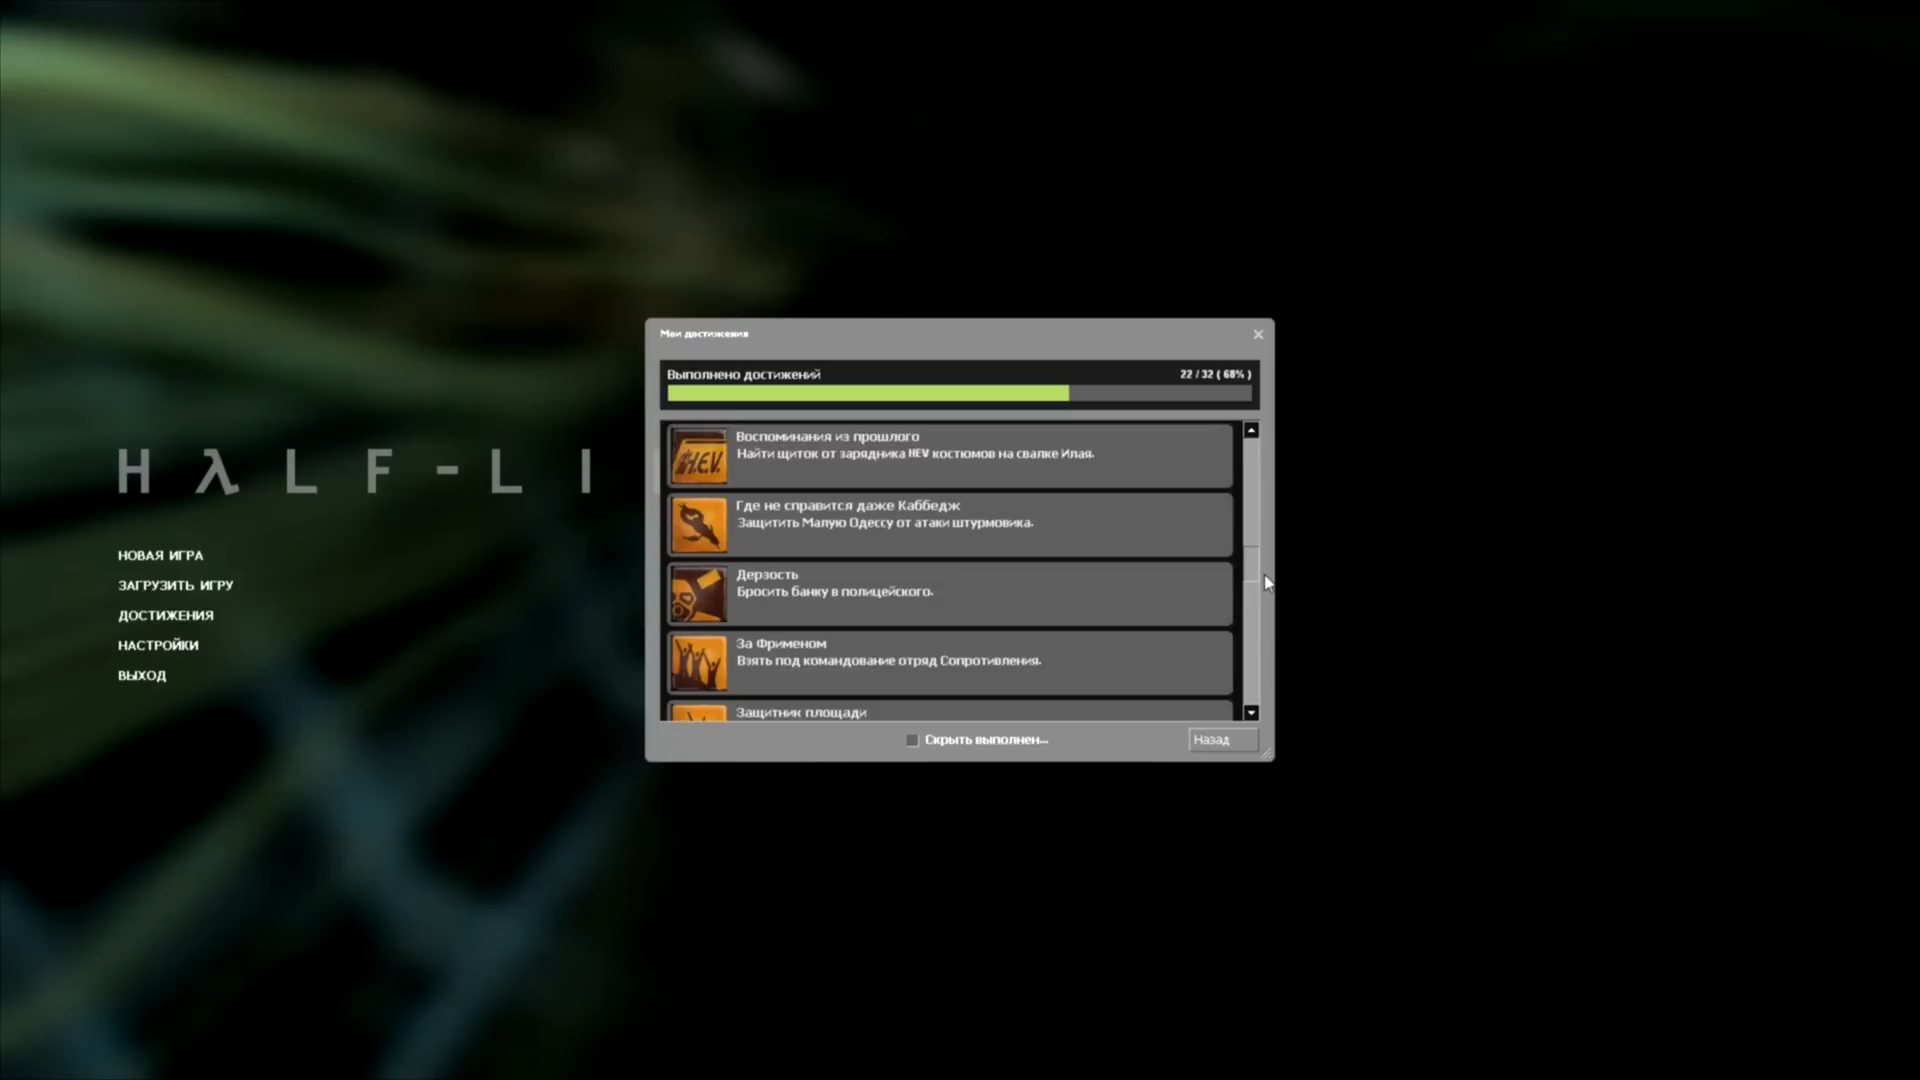 Мои достижения
Выполнено достижений
22 / 32 ( 68% )
Воспоминания из прошлого
Найти щиток от зарядника HEV костюмов на свалке Илая.
H.E.V.
Где не справится даже Каббедж
Защитить Малую Одессу от атаки штурмовика.
Дерзость
Бросить банку в полицейского.
За Фрименом
Взять под командование отряд Сопротивления.
Защитник площади
Скрыть выполнен...
Назад
HλLF-LI
НОВАЯ ИГРА
ЗАГРУЗИТЬ ИГРУ
ДОСТИЖЕНИЯ
НАСТРОЙКИ
ВЫХОД